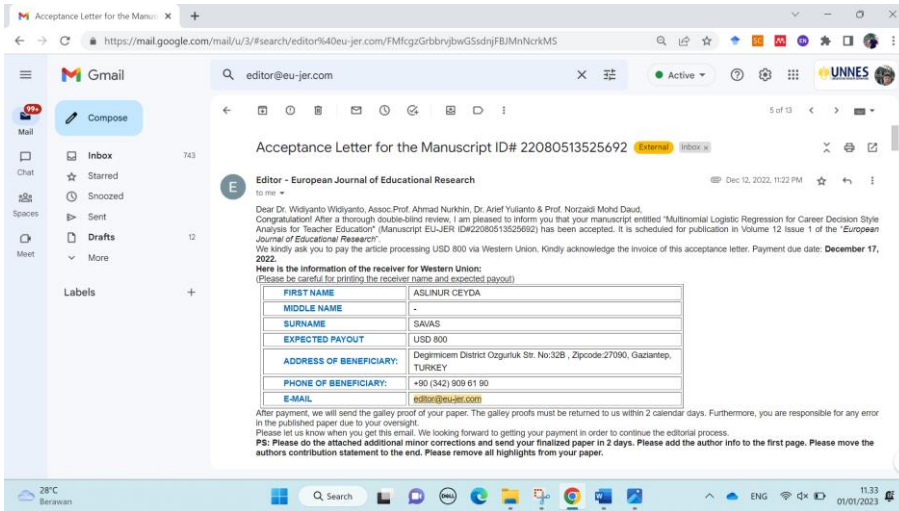 Acceptance Letter for the Manus
https://mail.google.com/mail/u/3/#search/editor%40eu-jer.com/FMfcgzGrbbrvjbwGSsdnjFBJMnNcrkMS
Gmail
editor@eu-jer.com
Active
UNNES
99+
Mail
Compose
5 of 13
Chat
Spaces
Meet
Inbox 743
Starred
Snoozed
Sent
Drafts 12
More
Labels
Acceptance Letter for the Manuscript ID# 22080513525692 External Inbox x
E
Editor - European Journal of Educational Research
Dec 12, 2022, 11:22 PM
to me
Dear Dr. Widiyanto Widiyanto, Assoc.Prof. Ahmad Nurkhin, Dr. Arief Yulianto & Prof. Norzaidi Mohd Daud,
Congratulation! After a thorough double-blind review, I am pleased to inform you that your manuscript entitled "Multinomial Logistic Regression for Career Decision Style
Analysis for Teacher Education" (Manuscript EU-JER ID#22080513525692) has been accepted. It is scheduled for publication in Volume 12 Issue 1 of the "European
Journal of Educational Research".
We kindly ask you to pay the article processing USD 800 via Western Union. Kindly acknowledge the invoice of this acceptance letter. Payment due date: December 17,
2022.
Here is the information of the receiver for Western Union:
(Please be careful for printing the receiver name and expected payout)
FIRST NAME ASLINUR CEYDA
MIDDLE NAME -
SURNAME SAVAS
EXPECTED PAYOUT USD 800
ADDRESS OF BENEFICIARY: Degirmicem District Ozgurluk Str. No:32B , Zipcode:27090, Gaziantep,
TURKEY
PHONE OF BENEFICIARY: +90 (342) 909 61 90
E-MAIL editor@eu-jer.com
After payment, we will send the galley proof of your paper. The galley proofs must be returned to us within 2 calendar days. Furthermore, you are responsible for any error
in the published paper due to your oversight.
Please let us know when you get this email. We looking forward to getting your payment in order to continue the editorial process.
PS: Please do the attached additional minor corrections and send your finalized paper in 2 days. Please add the author info to the first page. Please move the
authors contribution statement to the end. Please remove all highlights from your paper.
28°C
Berawan
Search
DELL
ENG
11.33
01/01/2023